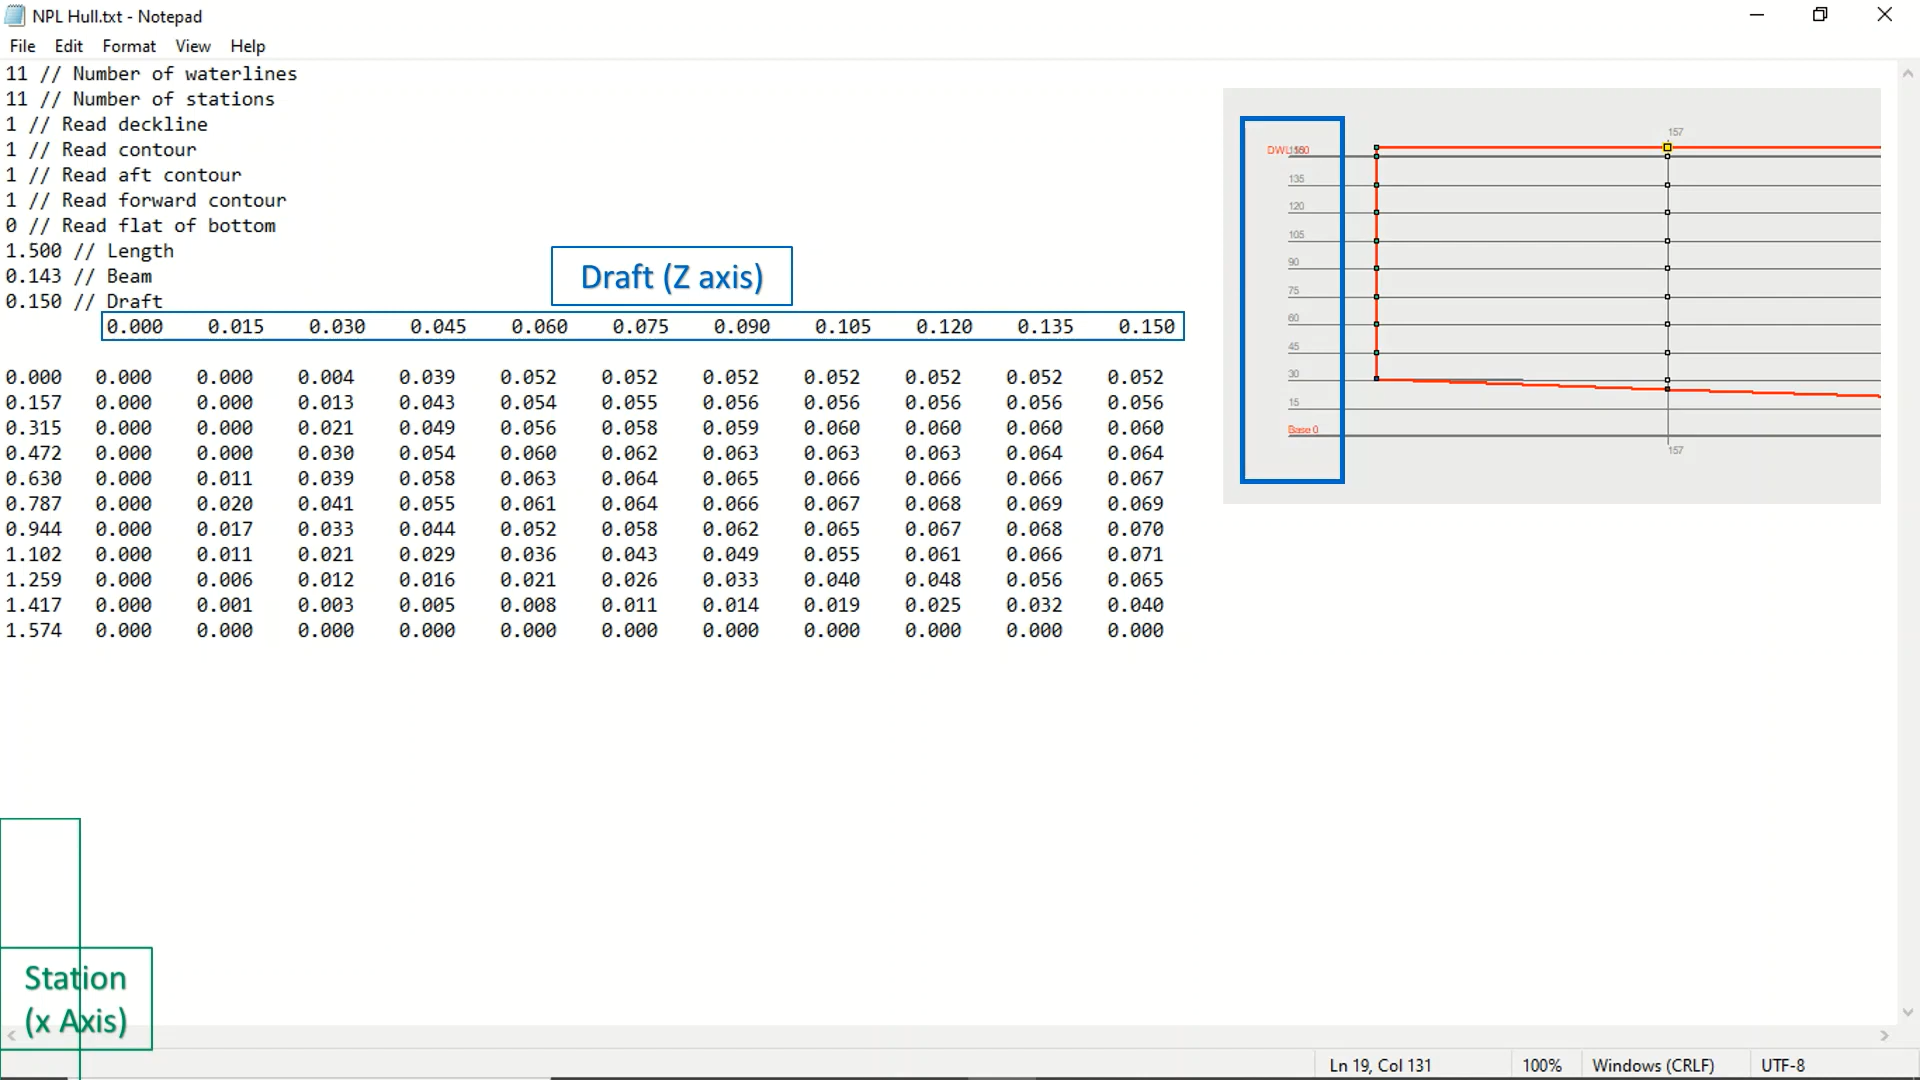 NPL Hull.txt - Notepad
File Edit Format View Help
11 // Number of waterlines
11 // Number of stations
1 // Read deckline
1 // Read contour
1 // Read aft contour
1 // Read forward contour
0 // Read flat of bottom
1.500 // Length
0.143 // Beam
0.150 // Draft
Draft (Z axis)
0.000 0.015 0.030 0.045 0.060 0.075 0.090 0.105 0.120 0.135 0.150
0.000 0.000 0.000 0.004 0.039 0.052 0.052 0.052 0.052 0.052 0.052 0.052
0.157 0.000 0.000 0.013 0.043 0.054 0.055 0.056 0.056 0.056 0.056 0.056
0.315 0.000 0.000 0.021 0.049 0.056 0.058 0.059 0.060 0.060 0.060 0.060
0.472 0.000 0.000 0.030 0.054 0.060 0.062 0.063 0.063 0.063 0.064 0.064
0.630 0.000 0.011 0.039 0.058 0.063 0.064 0.065 0.066 0.066 0.066 0.067
0.787 0.000 0.020 0.041 0.055 0.061 0.064 0.066 0.067 0.068 0.069 0.069
0.944 0.000 0.017 0.033 0.044 0.052 0.058 0.062 0.065 0.067 0.068 0.070
1.102 0.000 0.011 0.021 0.029 0.036 0.043 0.049 0.055 0.061 0.066 0.071
1.259 0.000 0.006 0.012 0.016 0.021 0.026 0.033 0.040 0.048 0.056 0.065
1.417 0.000 0.001 0.003 0.005 0.008 0.011 0.014 0.019 0.025 0.032 0.040
1.574 0.000 0.000 0.000 0.000 0.000 0.000 0.000 0.000 0.000 0.000 0.000
157
DWL
135
120
105
90
75
60
45
30
15
Base 0
157
Station
(x Axis)
Ln 19, Col 131 100% Windows (CRLF) UTF-8